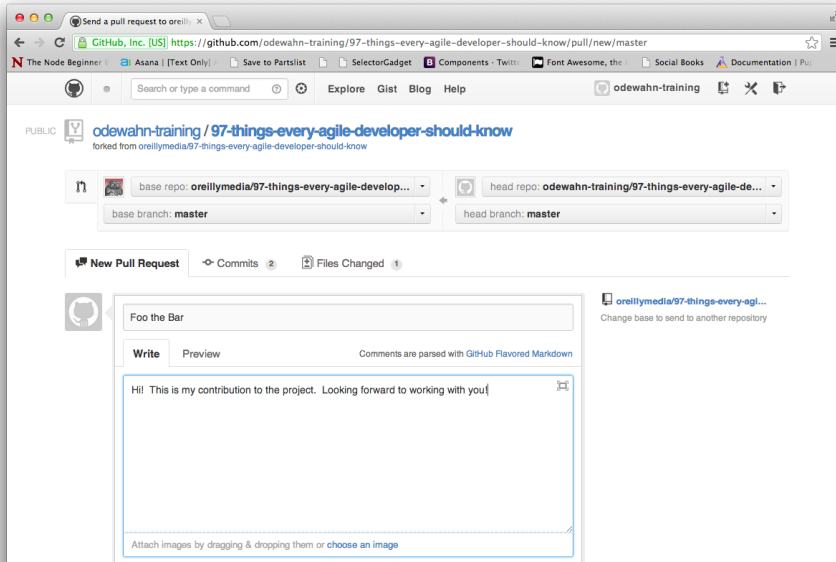 Send a pull request to oreilly
GitHub, Inc. [US] https://github.com/odewahn-training/97-things-every-agile-developer-should-know/pull/new/master
The Node Beginner Asana | [Text Only] Save to Partslist SelectorGadget Components · Twitte Font Awesome, the Social Books Documentation | Pu
Search or type a command Explore Gist Blog Help odewahn-training
PUBLIC odewahn-training / 97-things-every-agile-developer-should-know
forked from oreillymedia/97-things-every-agile-developer-should-know
base repo: oreillymedia/97-things-every-agile-develop... head repo: odewahn-training/97-things-every-agile-de...
base branch: master head branch: master
New Pull Request Commits 2 Files Changed 1
oreillymedia/97-things-every-agi...
Change base to send to another repository
Foo the Bar
Write Preview Comments are parsed with GitHub Flavored Markdown
Hi! This is my contribution to the project. Looking forward to working with you!
Attach images by dragging & dropping them or choose an image